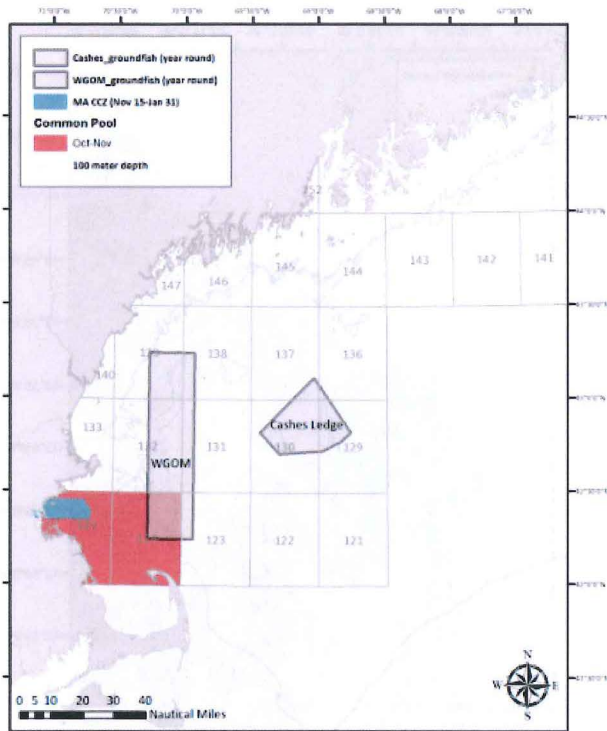 Cashes_groundfish (year round)
WGOM_groundfish (year round)
MA CCZ (Nov 15-Jan 31)
Common Pool
Oct-Nov
100 meter depth
152
147
146
145
144
143
142
141
138
137
136
140
133
132
131
130
129
Cashes Ledge
WGOM
123
122
121
N
W
E
S
0 5 10 20 30 40
Nautical Miles